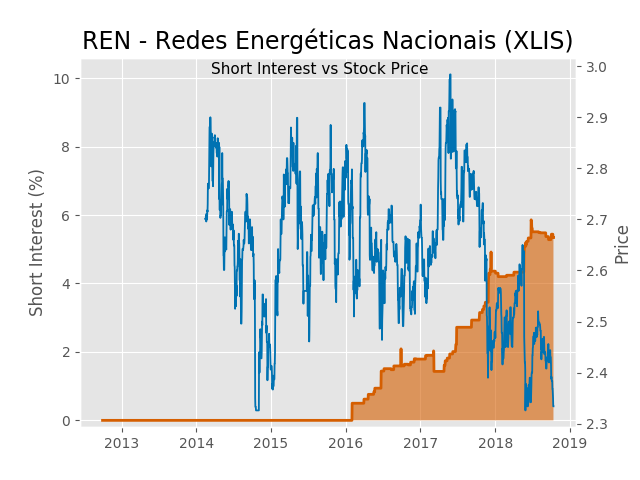 REN - Redes Energéticas Nacionais (XLIS)
Short Interest vs Stock Price
Short Interest (%)
10
8
6
4
2
0
3.0
2.9
2.8
2.7
2.6
2.5
2.4
2.3
Price
2013 2014 2015 2016 2017 2018 2019